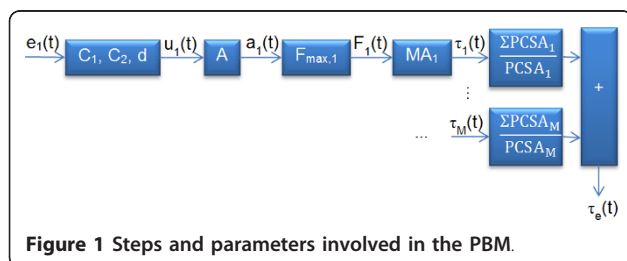 e₁(t) C₁, C₂, d u₁(t) A a₁(t) Fmax,1 F₁(t) MA₁ τ₁(t) ΣPCSA₁
PCSA₁
+
⋮
... τM(t) ΣPCSAM
PCSAM
τe(t)
Figure 1 Steps and parameters involved in the PBM.